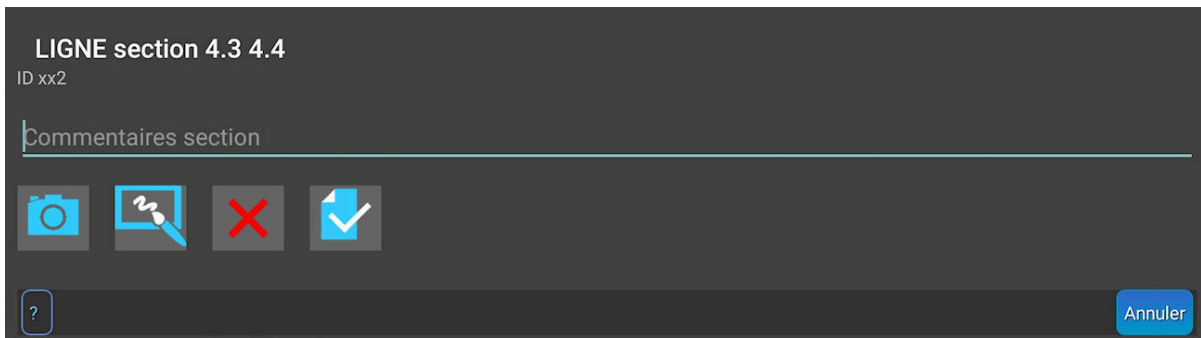 LIGNE section 4.3 4.4
ID xx2
Commentaires section
?
Annuler